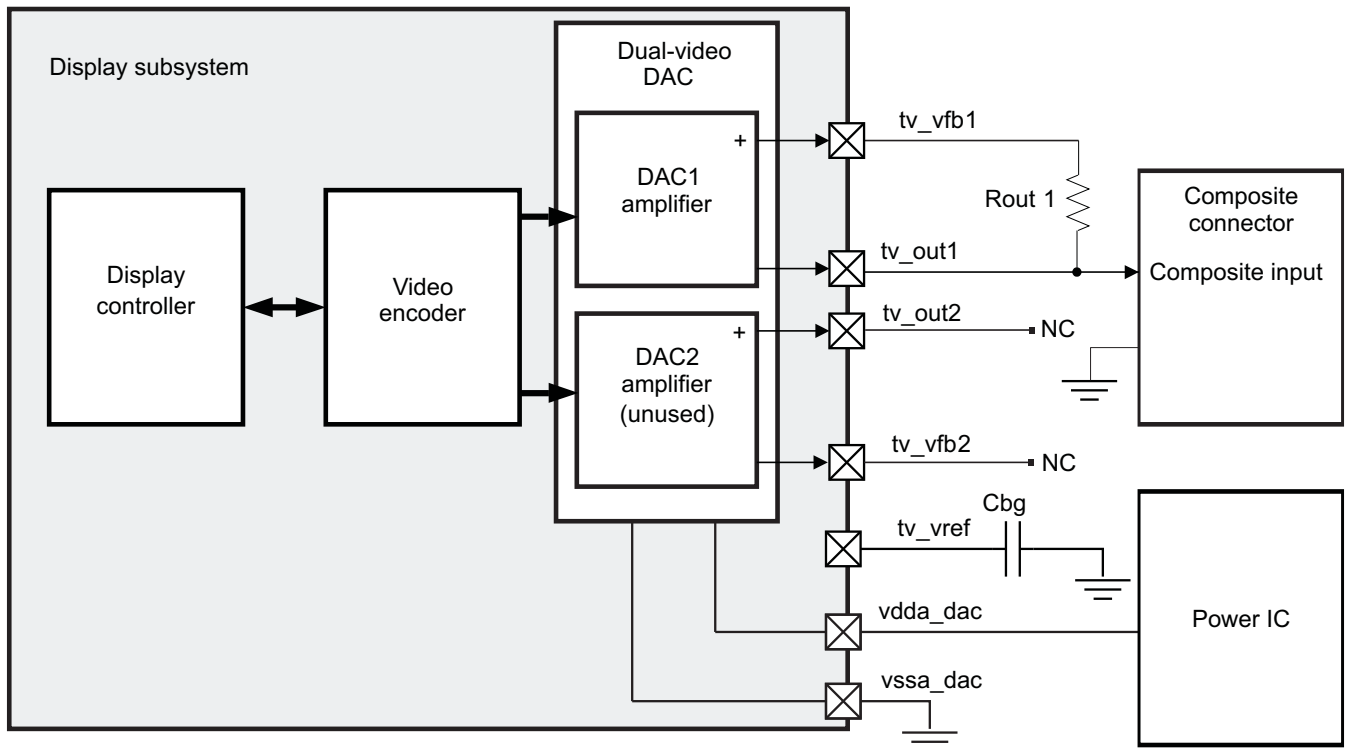 Display subsystem
Dual-video
DAC
+
DAC1
amplifier
Display
controller
Video
encoder
+
DAC2
amplifier
(unused)
tv_vfb1
Rout 1
tv_out1
tv_out2
NC
tv_vfb2
NC
Cbg
tv_vref
vdda_dac
vssa_dac
Composite
connector
Composite input
Power IC